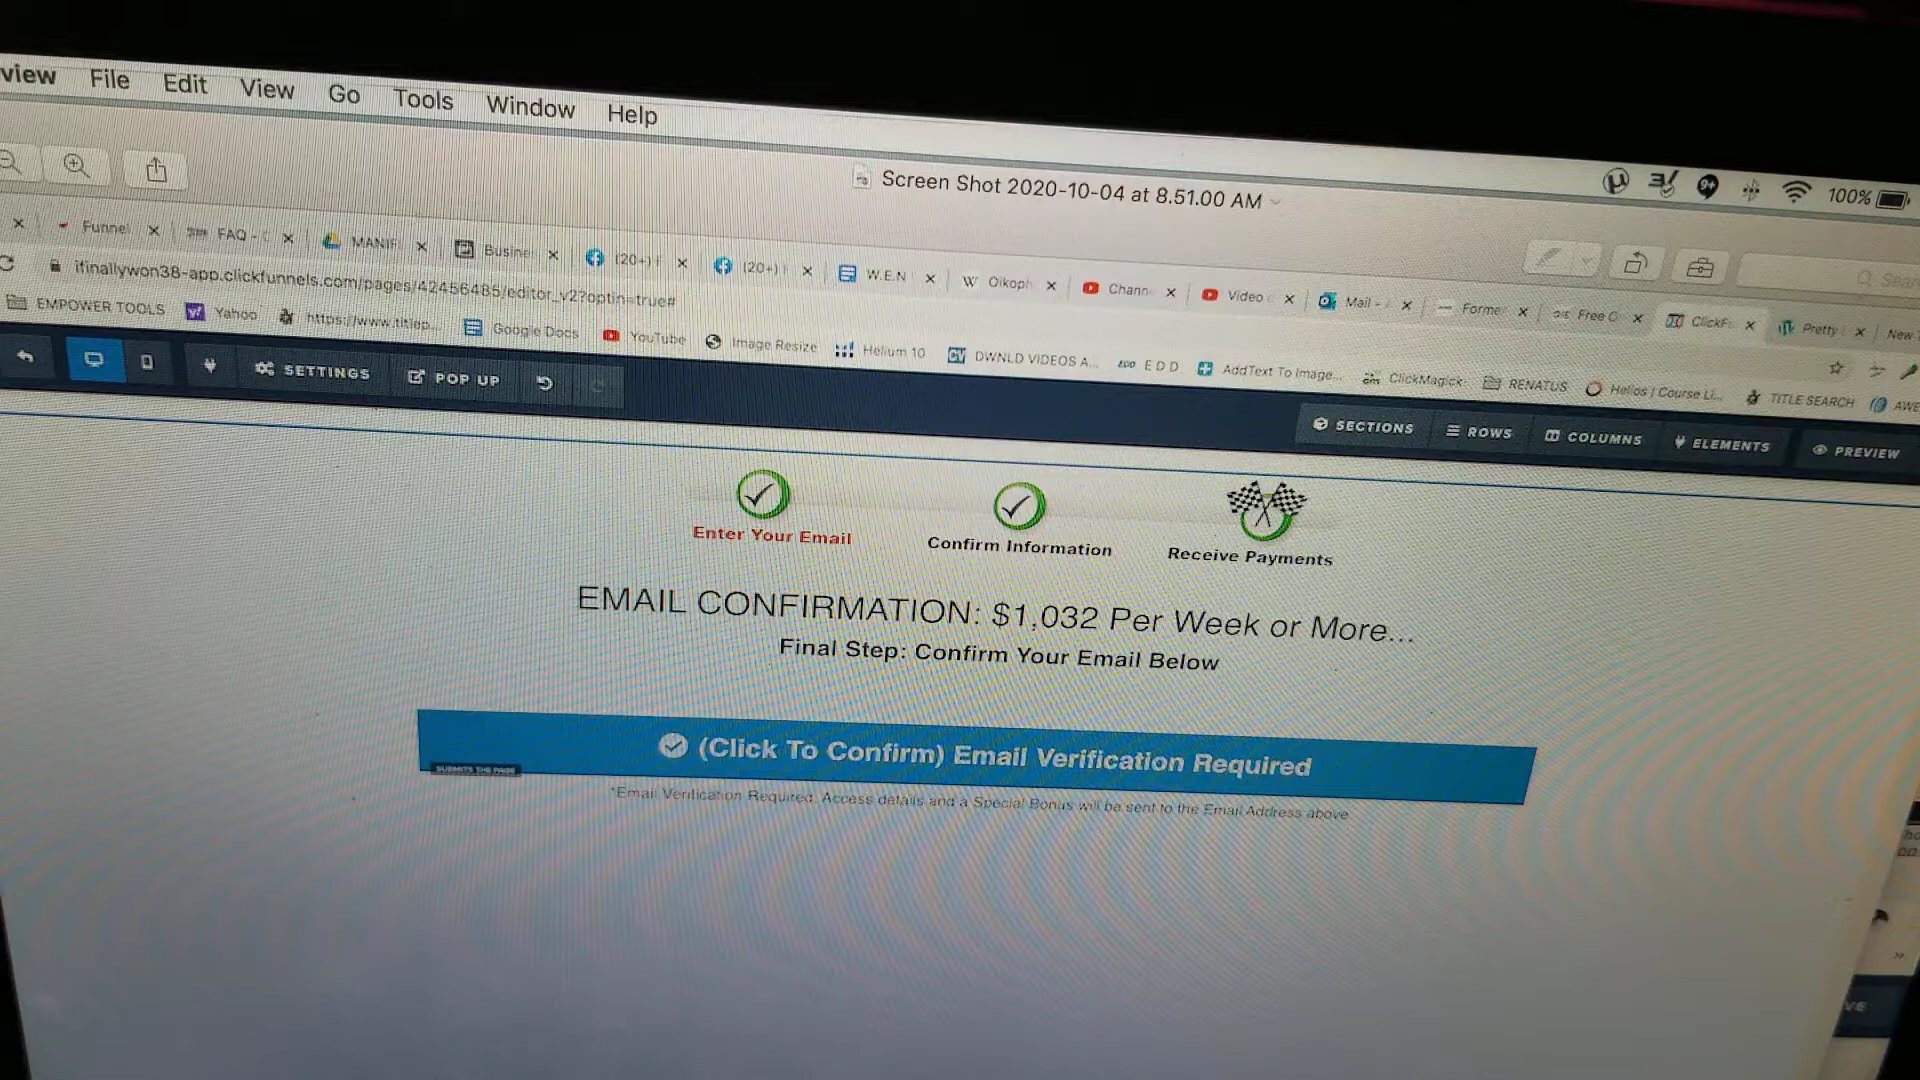 view File Edit View Go Tools Window Help
100%
Screen Shot 2020-10-04 at 8.51.00 AM
Funnel FAQ - MANIF Busine (20+) (20+) W.E.N Oikoph Chann Video Mail - Forme Free ClickF Pretty New
ifinallywon38-app.clickfunnels.com/pages/42456485/editor_v2?optin=true#
EMPOWER TOOLS Yahoo https://www.titlep... Google Docs YouTube Image Resize Helium 10 DWNLD VIDEOS A... E D D AddText To Image... ClickMagick RENATUS Helios | Course Li... TITLE SEARCH AWE
SETTINGS POP UP
SECTIONS ROWS COLUMNS ELEMENTS PREVIEW
Enter Your Email Confirm Information Receive Payments
EMAIL CONFIRMATION: $1,032 Per Week or More...
Final Step: Confirm Your Email Below
(Click To Confirm) Email Verification Required
SUBMITS THE PAGE
*Email Verification Required. Access details and a Special Bonus will be sent to the Email Address above